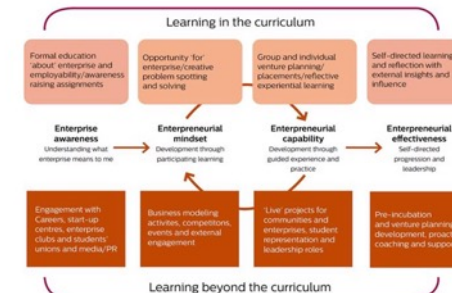 Learning in the curriculum
Formal education
'about' enterprise and
employability/awareness
raising assignments
Opportunity 'for'
enterprise/creative
problem spotting
and solving
Group and individual
venture planning/
placements/reflective
experiential learning
Self-directed learning
and reflection with
external insights and
influence
Enterprise
awareness
Understanding what
enterprise means to me
Enterpreneurial
mindset
Development through
participating learning
Enterpreneurial
capability
Development through
guided experience and
practice
Enterpreneurial
effectiveness
Self-directed
progression and
leadership
Engagement with
Careers, start-up
centres, enterprise
clubs and students'
unions and media/PR
Business modeling
activites, competitons,
events and external
engagement
'Live' projects for
communities and
enterprises, student
representation and
leadership roles
Pre-incubation
and venture planning
development, proact
coaching and support
Learning beyond the curriculum